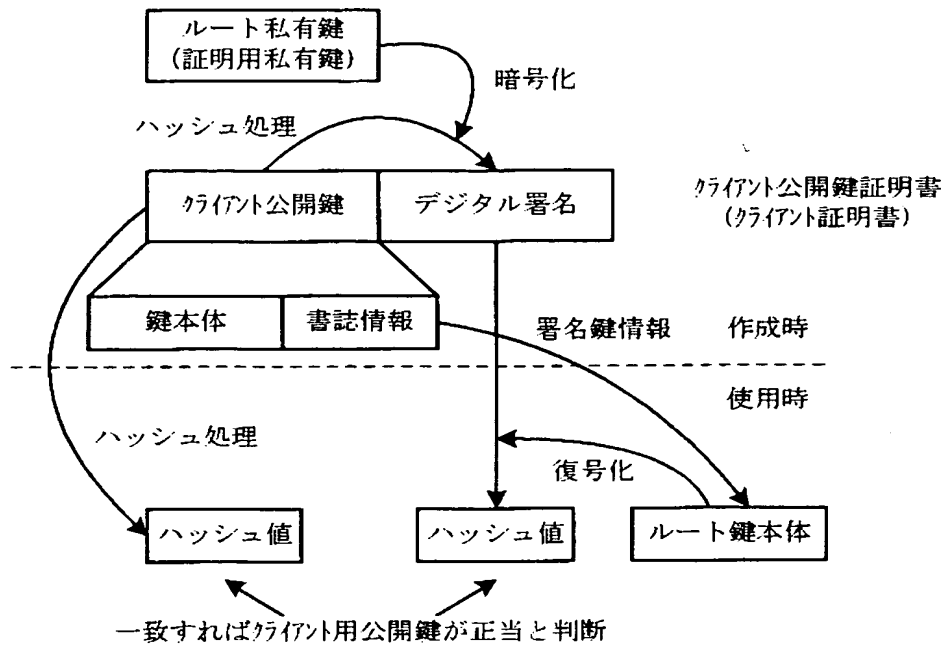 ルート私有鍵
(証明用私有鍵)
暗号化
ハッシュ処理
クライアント公開鍵
デジタル署名
クライアント公開鍵証明書
(クライアント証明書)
鍵本体
書誌情報
署名鍵情報
作成時
使用時
ハッシュ処理
復号化
ハッシュ値
ハッシュ値
ルート鍵本体
一致すればクライアント用公開鍵が正当と判断